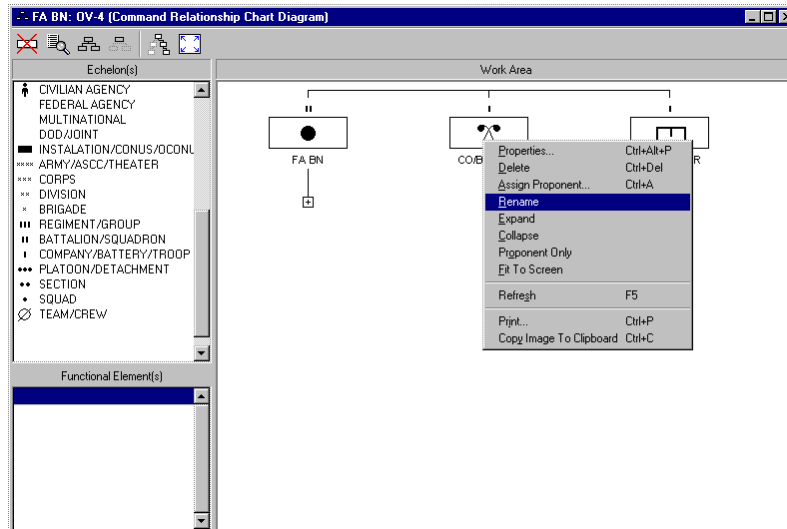 FA BN: OV-4 (Command Relationship Chart Diagram)
Echelon(s)
CIVILIAN AGENCY
FEDERAL AGENCY
MULTINATIONAL
DOD/JOINT
INSTALATION/CONUS/OCONU
ARMY/ASCC/THEATER
CORPS
DIVISION
BRIGADE
REGIMENT/GROUP
BATTALION/SQUADRON
COMPANY/BATTERY/TROOP
PLATOON/DETACHMENT
SECTION
SQUAD
TEAM/CREW
Functional Element(s)
Work Area
FA BN
CO/B
R
Properties... Ctrl+Alt+P
Delete Ctrl+Del
Assign Proponent... Ctrl+A
Rename
Expand
Collapse
Proponent Only
Fit To Screen
Refresh F5
Print... Ctrl+P
Copy Image To Clipboard Ctrl+C